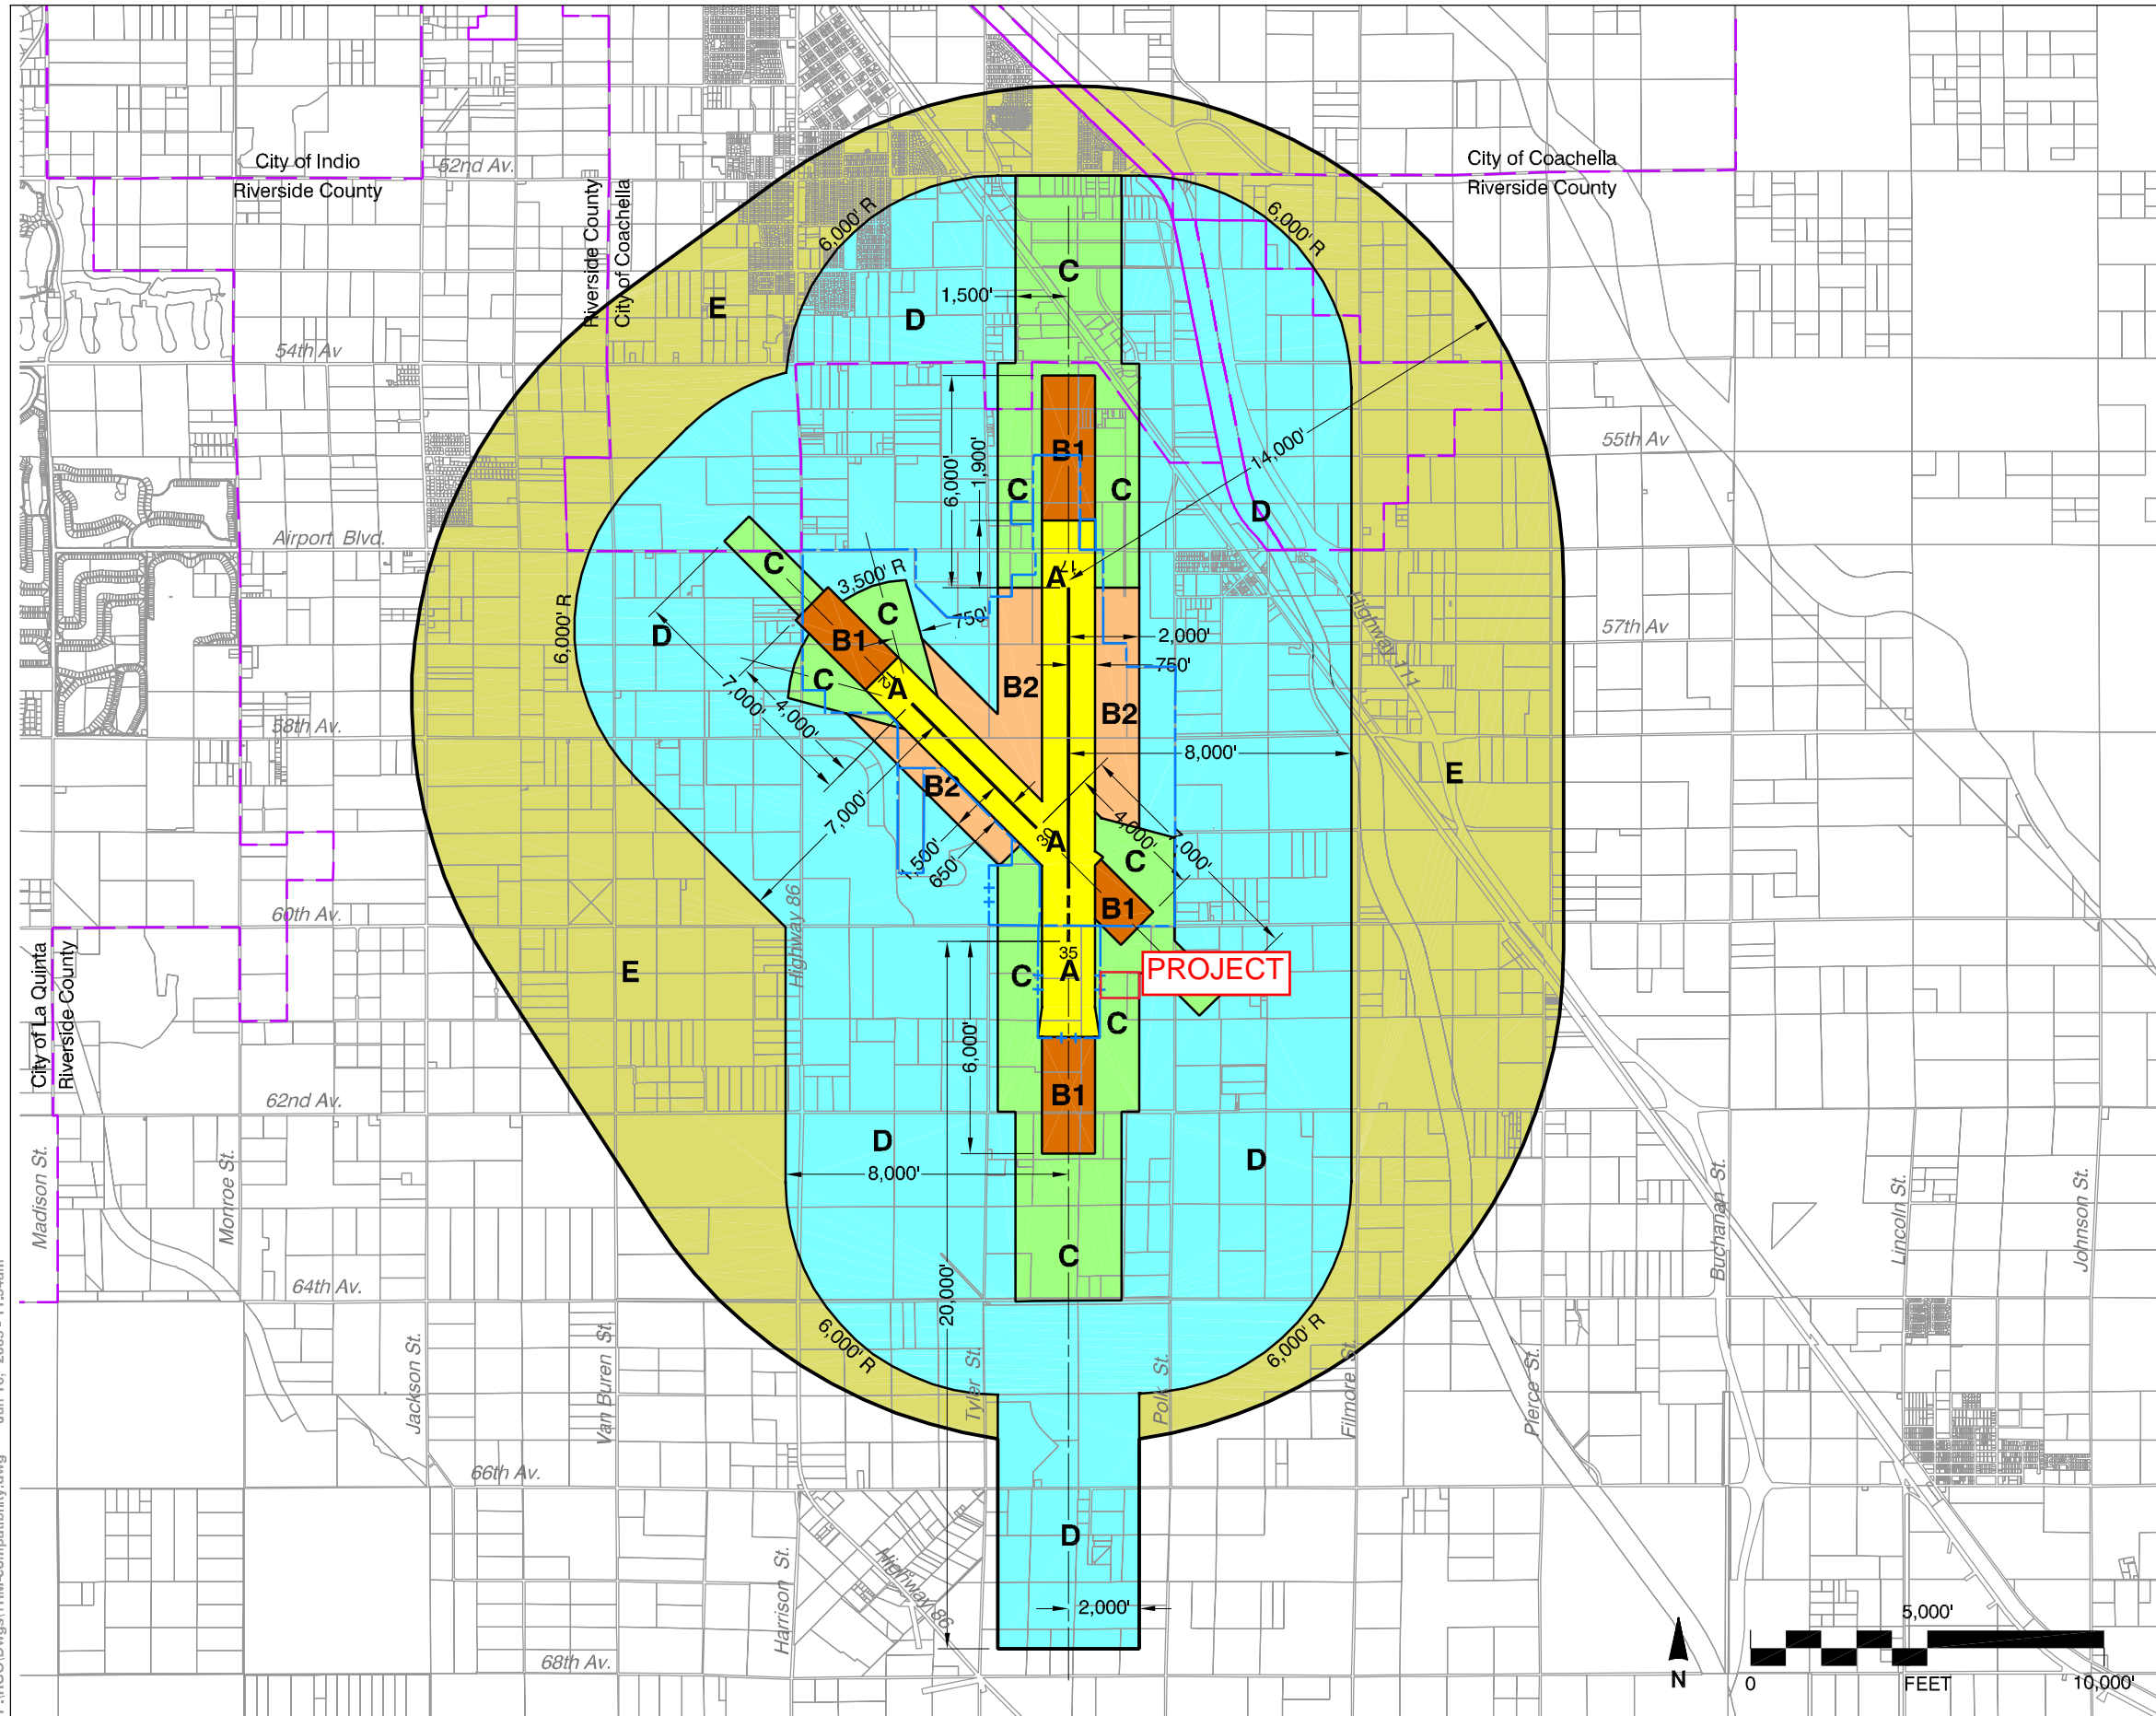 City of Indio
Riverside County
52nd Av.
Riverside County
City of Coachella
City of Coachella
Riverside County
6,000' R
6,000' R
C
1,500'
E
D
54th Av
14,000'
55th Av
B1
6,000'
1,900'
C
C
D
Airport Blvd.
C
3,500' R
A
17
C
750'
Highway 111
57th Av
6,000' R
D
B1
2,000'
750'
C
12
A
B2
B2
7,000'
4,000'
58th Av.
8,000'
E
B2
7,000'
1,500'
650'
30
A
4,000'
7,000'
C
B1
60th Av.
Highway 86
City of La Quinta
Riverside County
E
35
C
A
PROJECT
C
6,000'
B1
62nd Av.
D
D
8,000'
Madison St.
Monroe St.
Buchanan St.
Lincoln St.
Johnson St.
C
64th Av.
20,000'
6,000' R
6,000' R
Jackson St.
Van Buren St.
Tyler St.
Polk St.
Filmore St.
Pierce St.
66th Av.
D
Harrison St.
Highway 86
2,000'
68th Av.
N
5,000'
0
FEET
10,000'